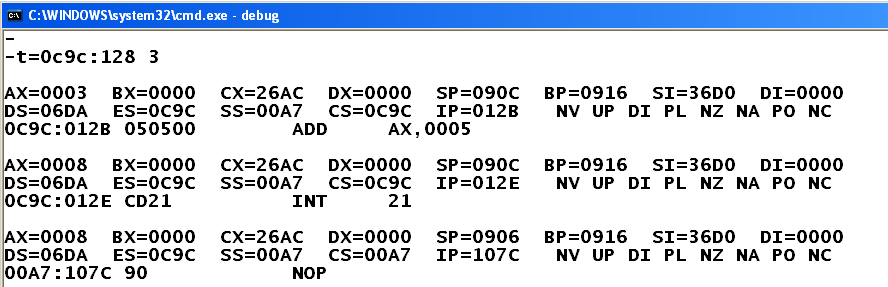 C:\WINDOWS\system32\cmd.exe - debug
-
-t=0c9c:128 3
AX=0003 BX=0000 CX=26AC DX=0000 SP=090C BP=0916 SI=36D0 DI=0000
DS=06DA ES=0C9C SS=00A7 CS=0C9C IP=012B NV UP DI PL NZ NA PO NC
0C9C:012B 050500 ADD AX,0005
AX=0008 BX=0000 CX=26AC DX=0000 SP=090C BP=0916 SI=36D0 DI=0000
DS=06DA ES=0C9C SS=00A7 CS=0C9C IP=012E NV UP DI PL NZ NA PO NC
0C9C:012E CD21 INT 21
AX=0008 BX=0000 CX=26AC DX=0000 SP=0906 BP=0916 SI=36D0 DI=0000
DS=06DA ES=0C9C SS=00A7 CS=00A7 IP=107C NV UP DI PL NZ NA PO NC
00A7:107C 90 NOP